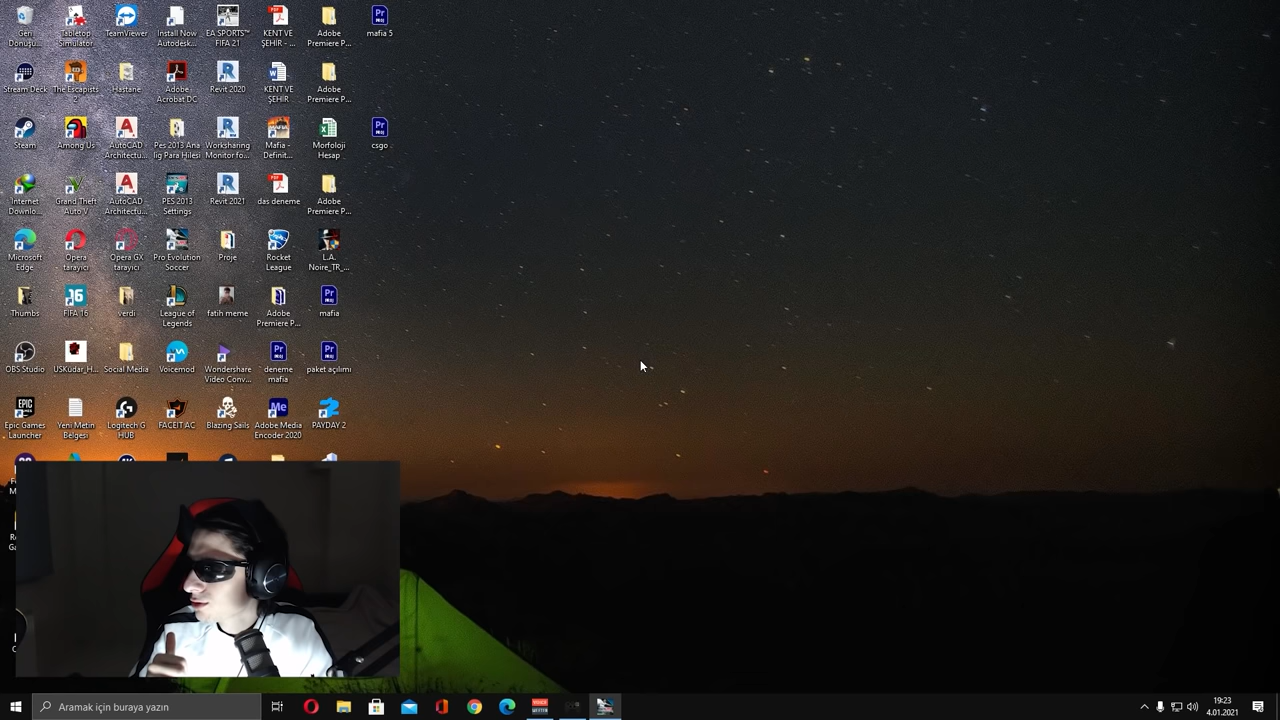 Geri
Dönüşü...
Tabletop
Simulator
TeamViewer
Install Now
Autodesk...
EA SPORTS™
FIFA 21
KENT VE
ŞEHİR - ...
Adobe
Premiere P...
mafia 5
Stream Deck
The Escapists
2
Hastane
Adobe
Acrobat DC
Revit 2020
KENT VE
ŞEHİR
Adobe
Premiere P...
Steam
Among Us
AutoCAD
Architectu...
Pes 2013 Ana
lig Para Hilesi
Worksharing
Monitor fo...
Mafia -
Definit...
Morfoloji
Hesap
csgo
Internet
Downlo...
Grand Theft
Auto V
AutoCAD
Architectu...
PES 2013
Settings
Revit 2021
das deneme
Adobe
Premiere P...
Microsoft
Edge
Opera
tarayıcı
Opera GX
tarayıcı
Pro Evolution
Soccer
Proje
Rocket
League
L.A.
Noire_TR_...
Thumbs
FIFA 16
verdi
League of
Legends
fatih meme
Adobe
Premiere P...
mafia
OBS Studio
USKudar_H...
Social Media
Voicemod
Wondershare
Video Conv...
deneme
mafia
paket açılımı
Epic Games
Launcher
Yeni Metin
Belgesi
Logitech G
HUB
FACEIT AC
Blazing Sails
Adobe Media
Encoder 2020
PAYDAY 2
Aramak için buraya yazın
19:23
4.01.2021